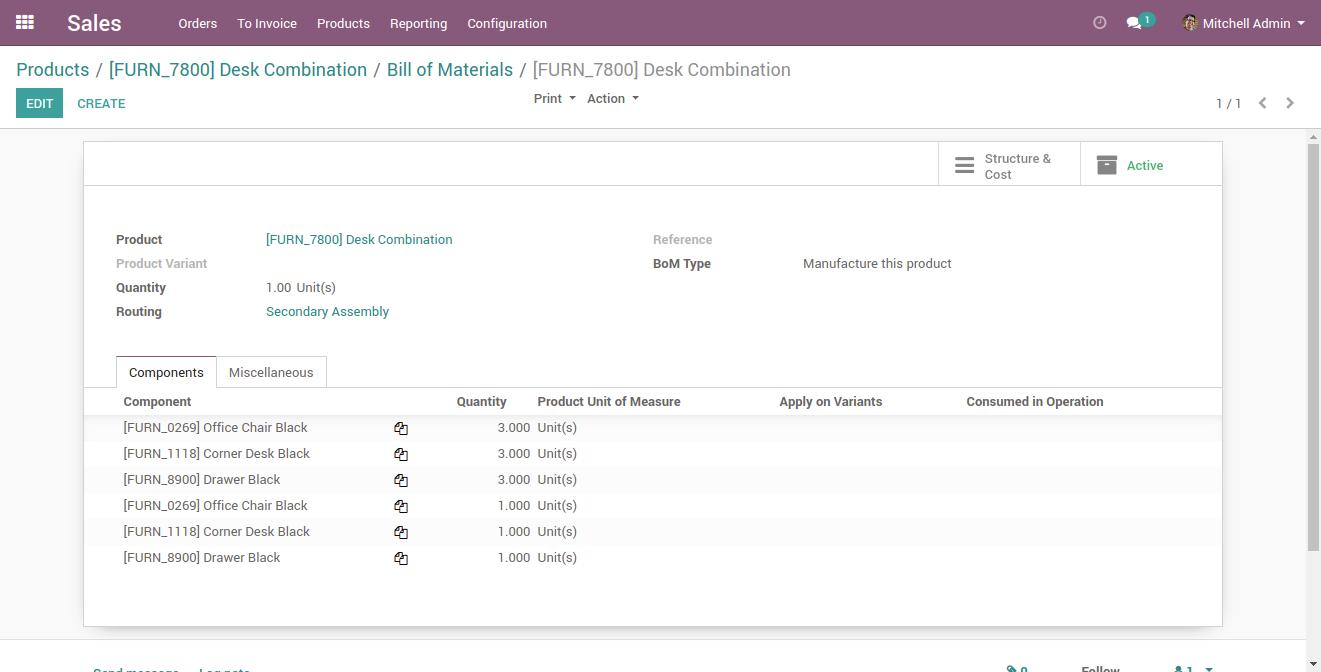 Sales Orders To Invoice Products Reporting Configuration 1 Mitchell Admin
Products / [FURN_7800] Desk Combination / Bill of Materials / [FURN_7800] Desk Combination
EDIT CREATE Print Action 1 / 1
Structure &
Cost
Active
Product [FURN_7800] Desk Combination Reference
Product Variant BoM Type Manufacture this product
Quantity 1.00 Unit(s)
Routing Secondary Assembly
Components Miscellaneous
Component Quantity Product Unit of Measure Apply on Variants Consumed in Operation
[FURN_0269] Office Chair Black 3.000 Unit(s)
[FURN_1118] Corner Desk Black 3.000 Unit(s)
[FURN_8900] Drawer Black 3.000 Unit(s)
[FURN_0269] Office Chair Black 1.000 Unit(s)
[FURN_1118] Corner Desk Black 1.000 Unit(s)
[FURN_8900] Drawer Black 1.000 Unit(s)
Send message Log note 0 Follow 1